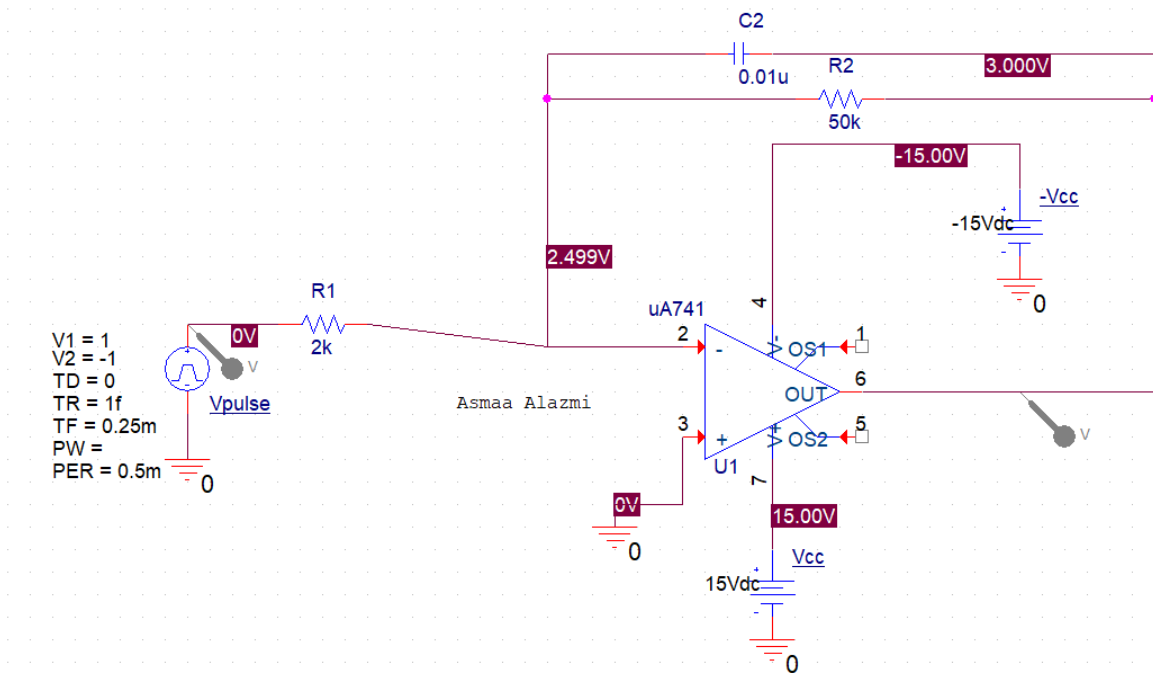 C2
0.01u
3.000V
R2
50k
-15.00V
-Vcc
-15Vdc
+
-
0
2.499V
R1
2k
0V
V
V1 = 1
V2 = -1
TD = 0
TR = 1f
TF = 0.25m
PW =
PER = 0.5m
+
-
Vpulse
0
Asmaa Alazmi
uA741
2
-
3
+
U1
4
V-
OS1
1
OUT
6
OS2
5
V+
7
V
0V
0
15.00V
Vcc
15Vdc
+
-
0